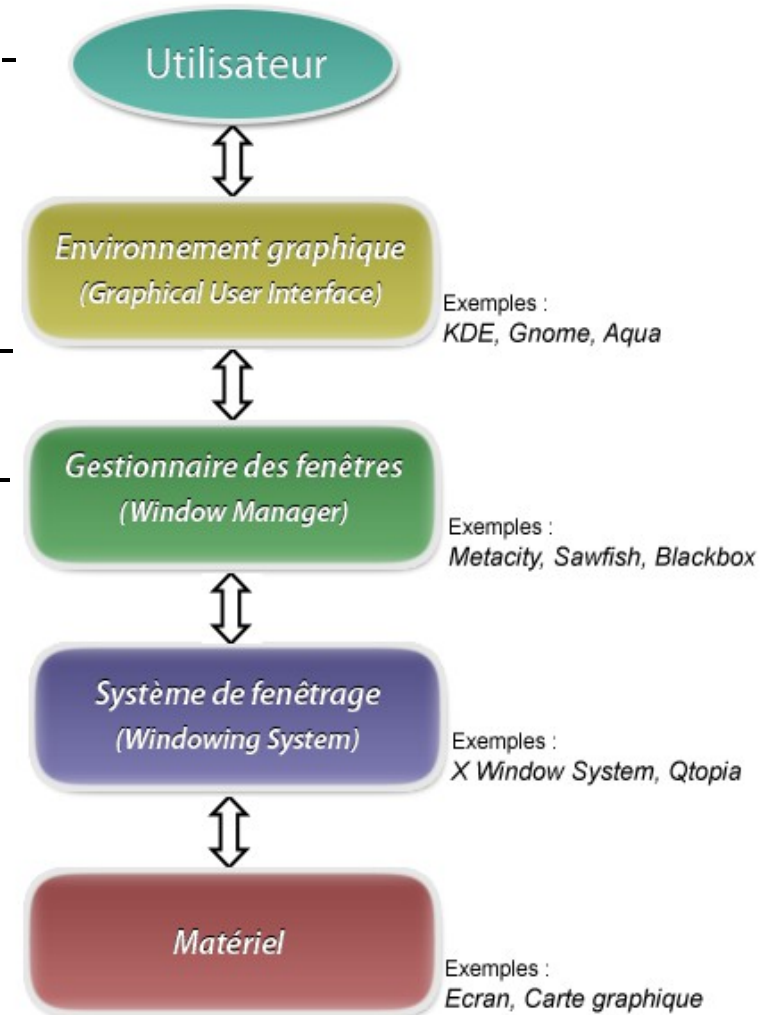 Utilisateur
Environnement graphique
(Graphical User Interface)
Exemples :
KDE, Gnome, Aqua
Gestionnaire des fenêtres
(Window Manager)
Exemples :
Metacity, Sawfish, Blackbox
Système de fenêtrage
(Windowing System)
Exemples :
X Window System, Qtopia
Matériel
Exemples :
Ecran, Carte graphique